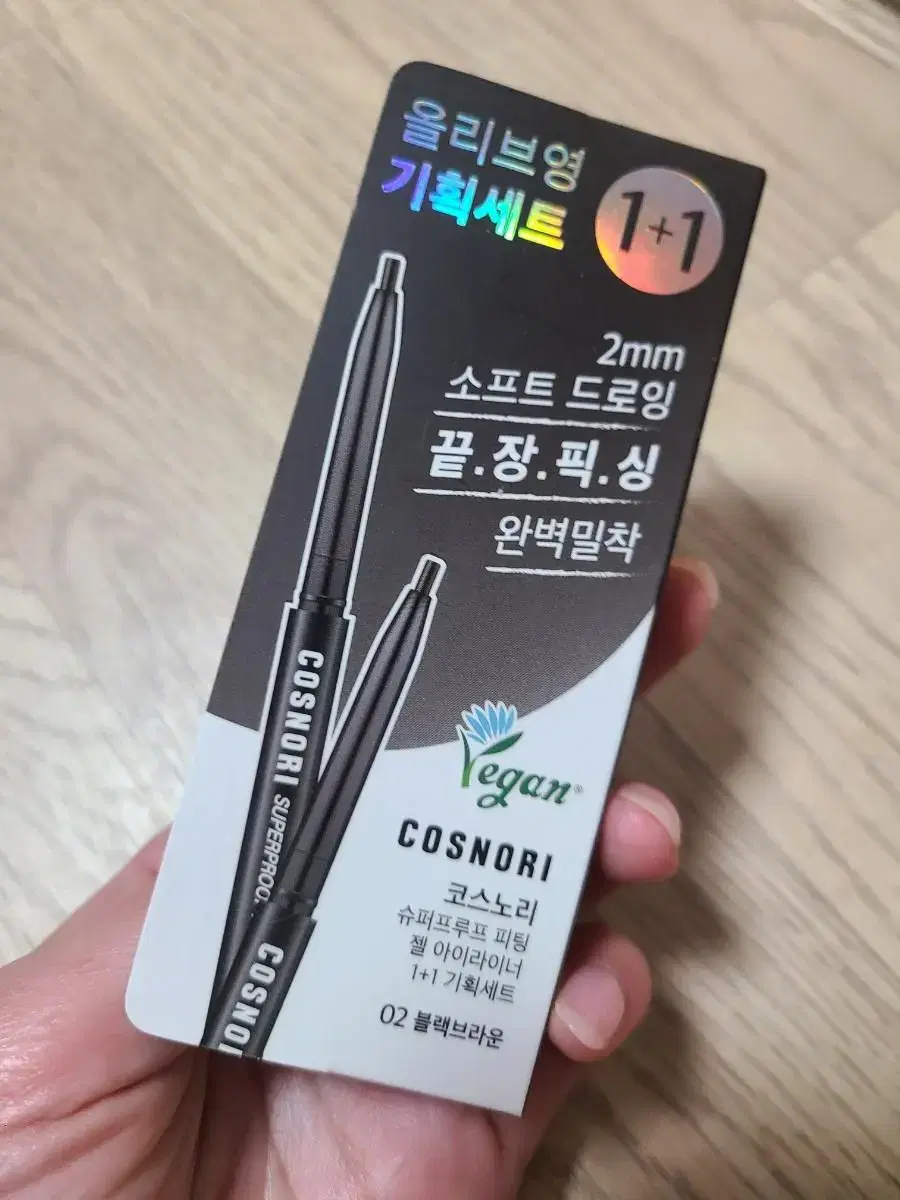 올리브영
기획세트
1+1
2mm
소프트 드로잉
끝.장.픽.싱
완벽밀착
COSNORI SUPERPROO
COSNORI
Vegan®
COSNORI
코스노리
슈퍼프루프 피팅
젤 아이라이너
1+1 기획세트
02 블랙브라운